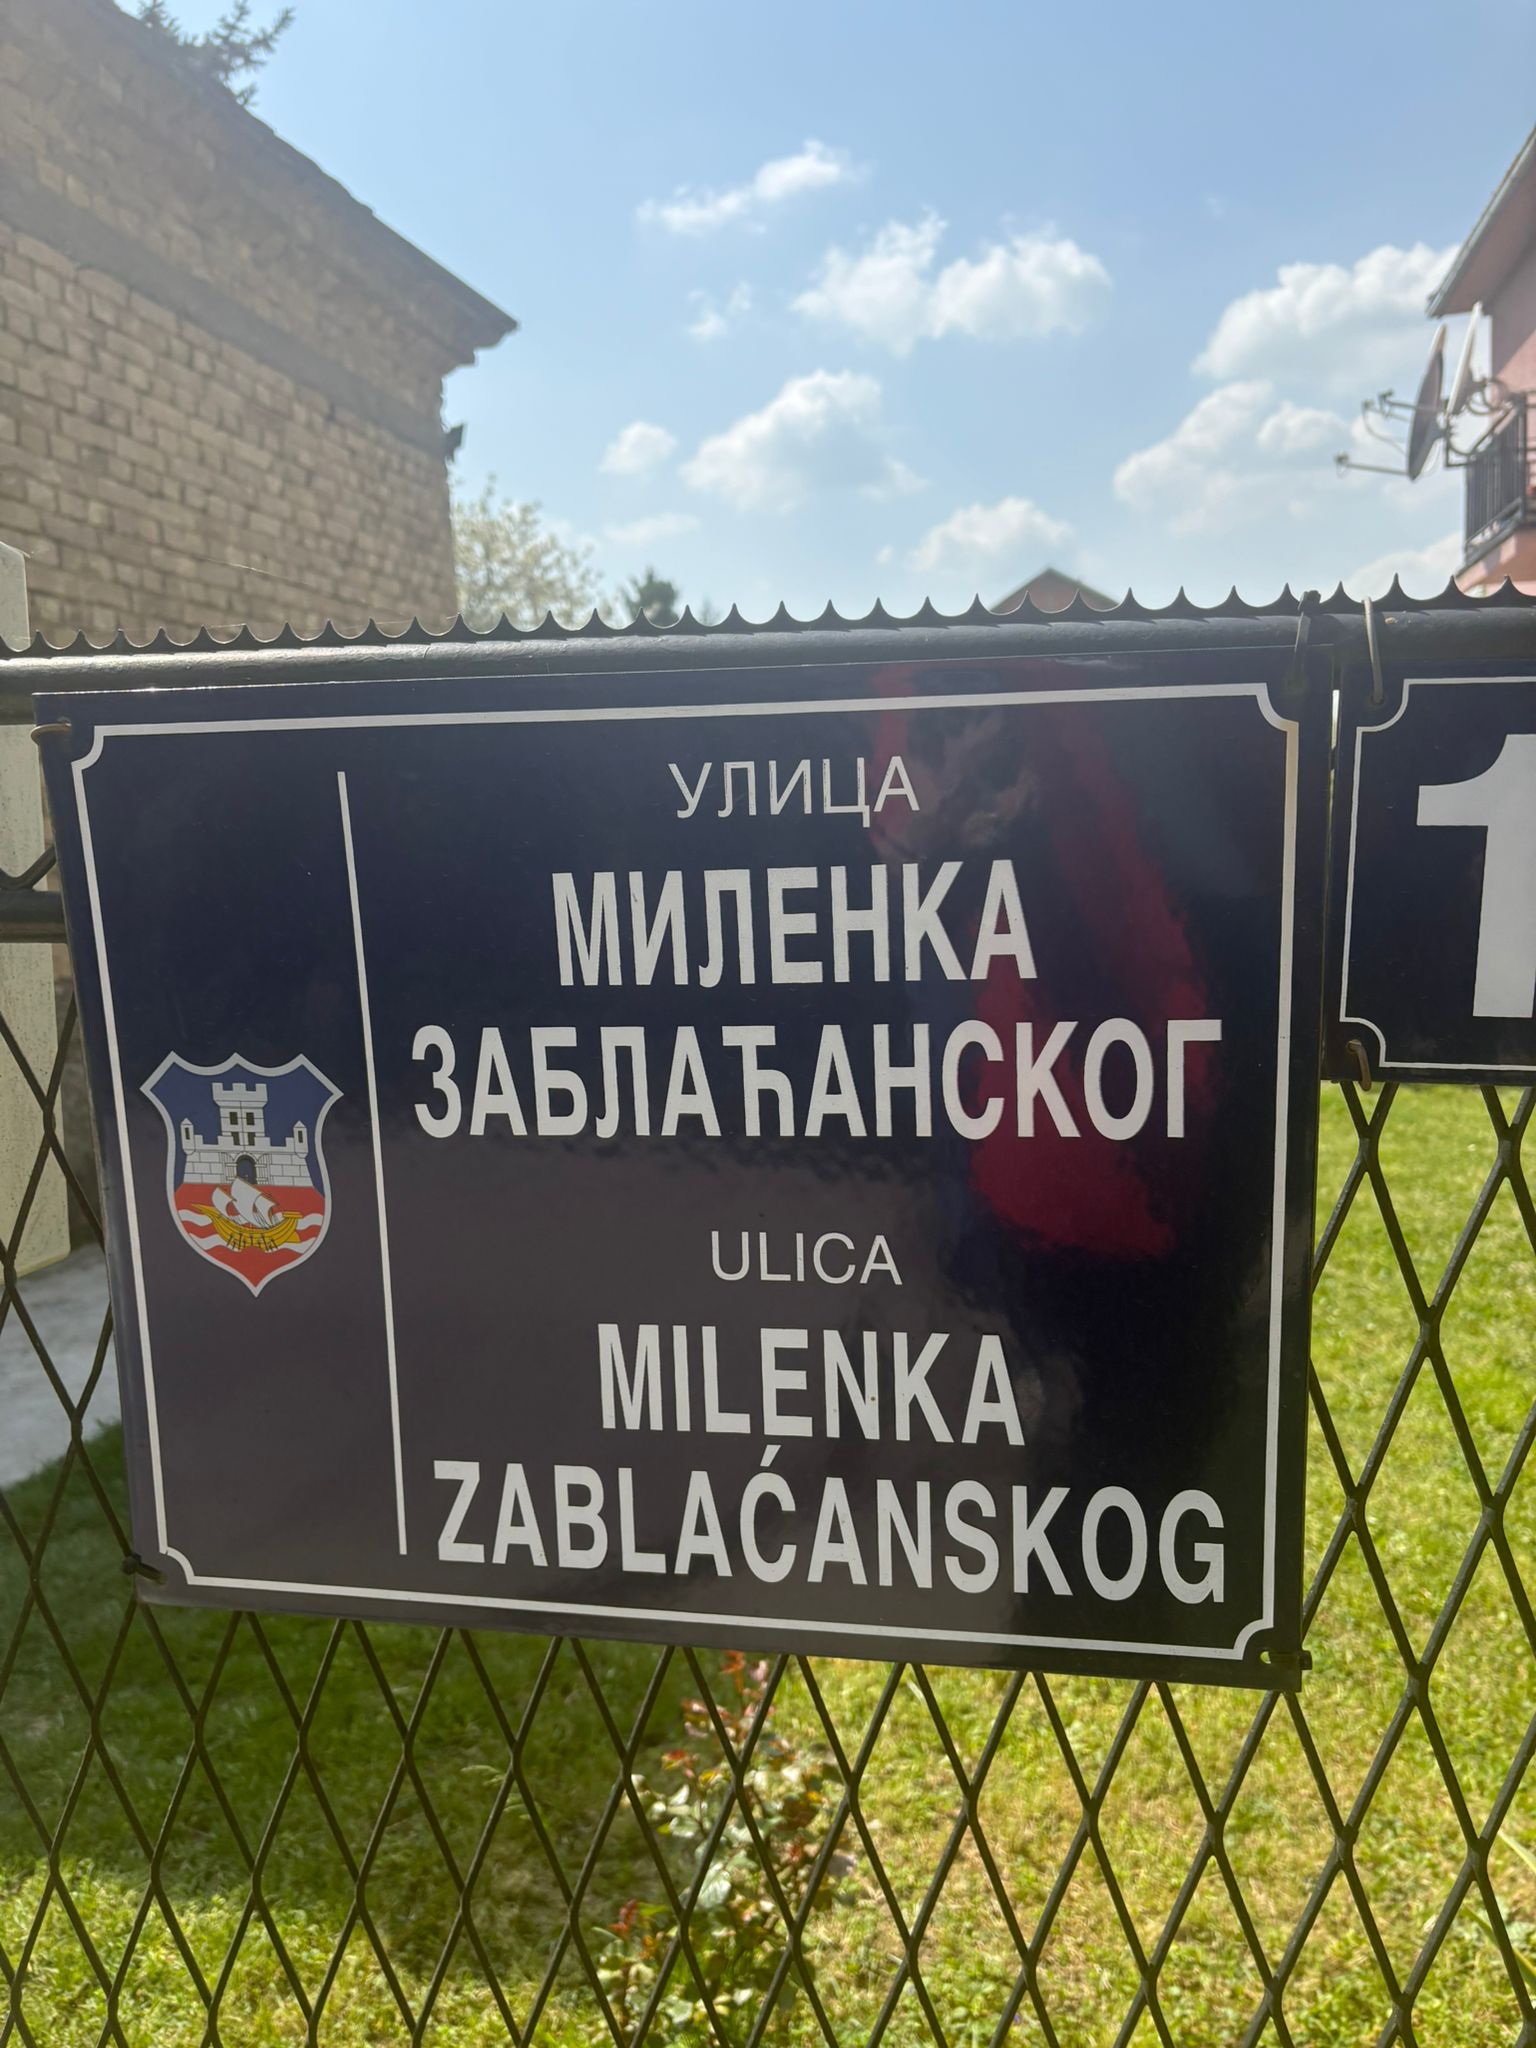 УЛИЦА
МИЛЕНКА
ЗАБЛАЋАНСКОГ
ULICA
MILENKA
ZABLAĆANSKOG
1